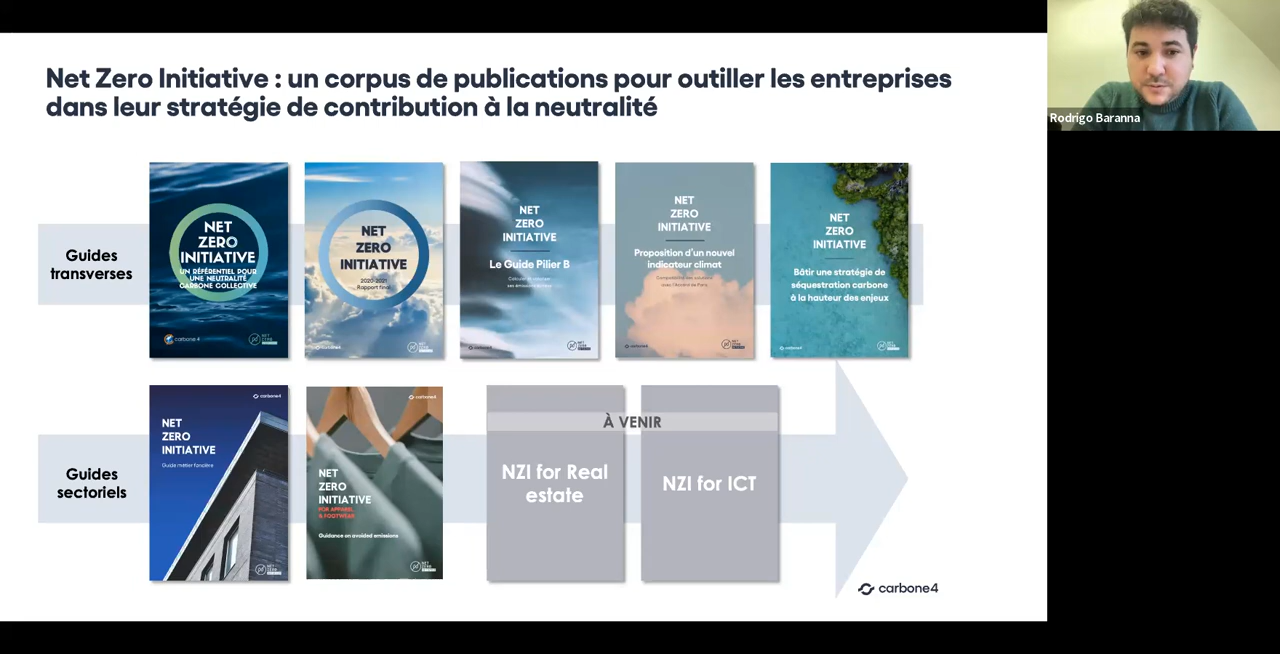 Net Zero Initiative : un corpus de publications pour outiller les entreprises
dans leur stratégie de contribution à la neutralité
Rodrigo Baranna
Guides
transverses
NET
ZERO
INITIATIVE
UN RÉFÉRENTIEL POUR
UNE NEUTRALITÉ
CARBONE COLLECTIVE
carbone 4
NET
ZERO
INITIATIVE
2020-2021
Rapport final
NET
ZERO
INITIATIVE
Le Guide Pilier B
NET
ZERO
INITIATIVE
Proposition d'un nouvel
indicateur climat
avec l'Accord de Paris
NET
ZERO
INITIATIVE
Bâtir une stratégie de
séquestration carbone
à la hauteur des enjeux
Guides
sectoriels
carbone4
NET
ZERO
INITIATIVE
Guide métier foncière
carbone4
NET
ZERO
INITIATIVE
FOR APPAREL
& FOOTWEAR
Guidance on avoided emissions
À VENIR
NZI for Real
estate
NZI for ICT
carbone4